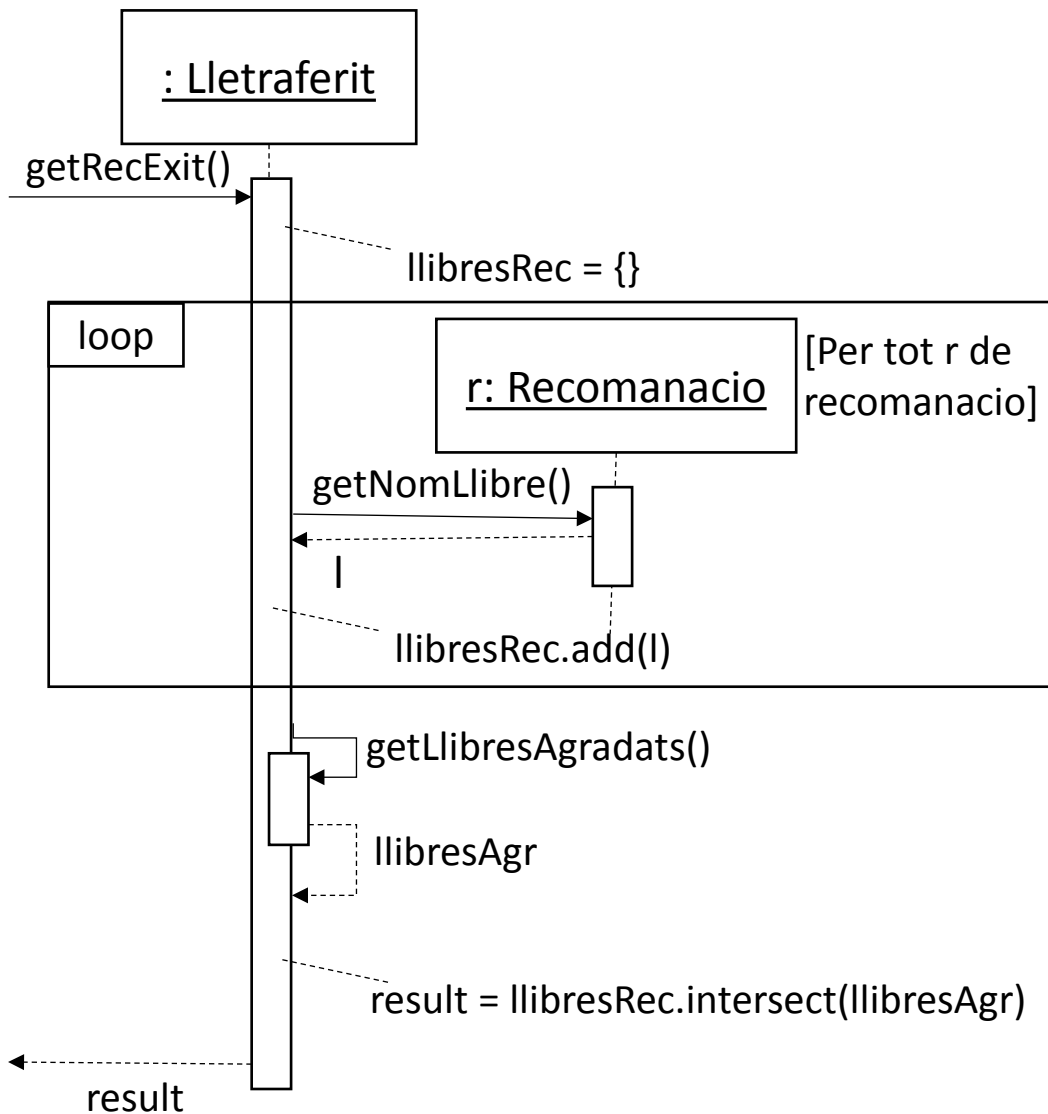 : Lletraferit
getRecExit()
llibresRec = {}
loop
r: Recomanacio
[Per tot r de
recomanacio]
getNomLlibre()
l
llibresRec.add(l)
getLlibresAgradats()
llibresAgr
result = llibresRec.intersect(llibresAgr)
result